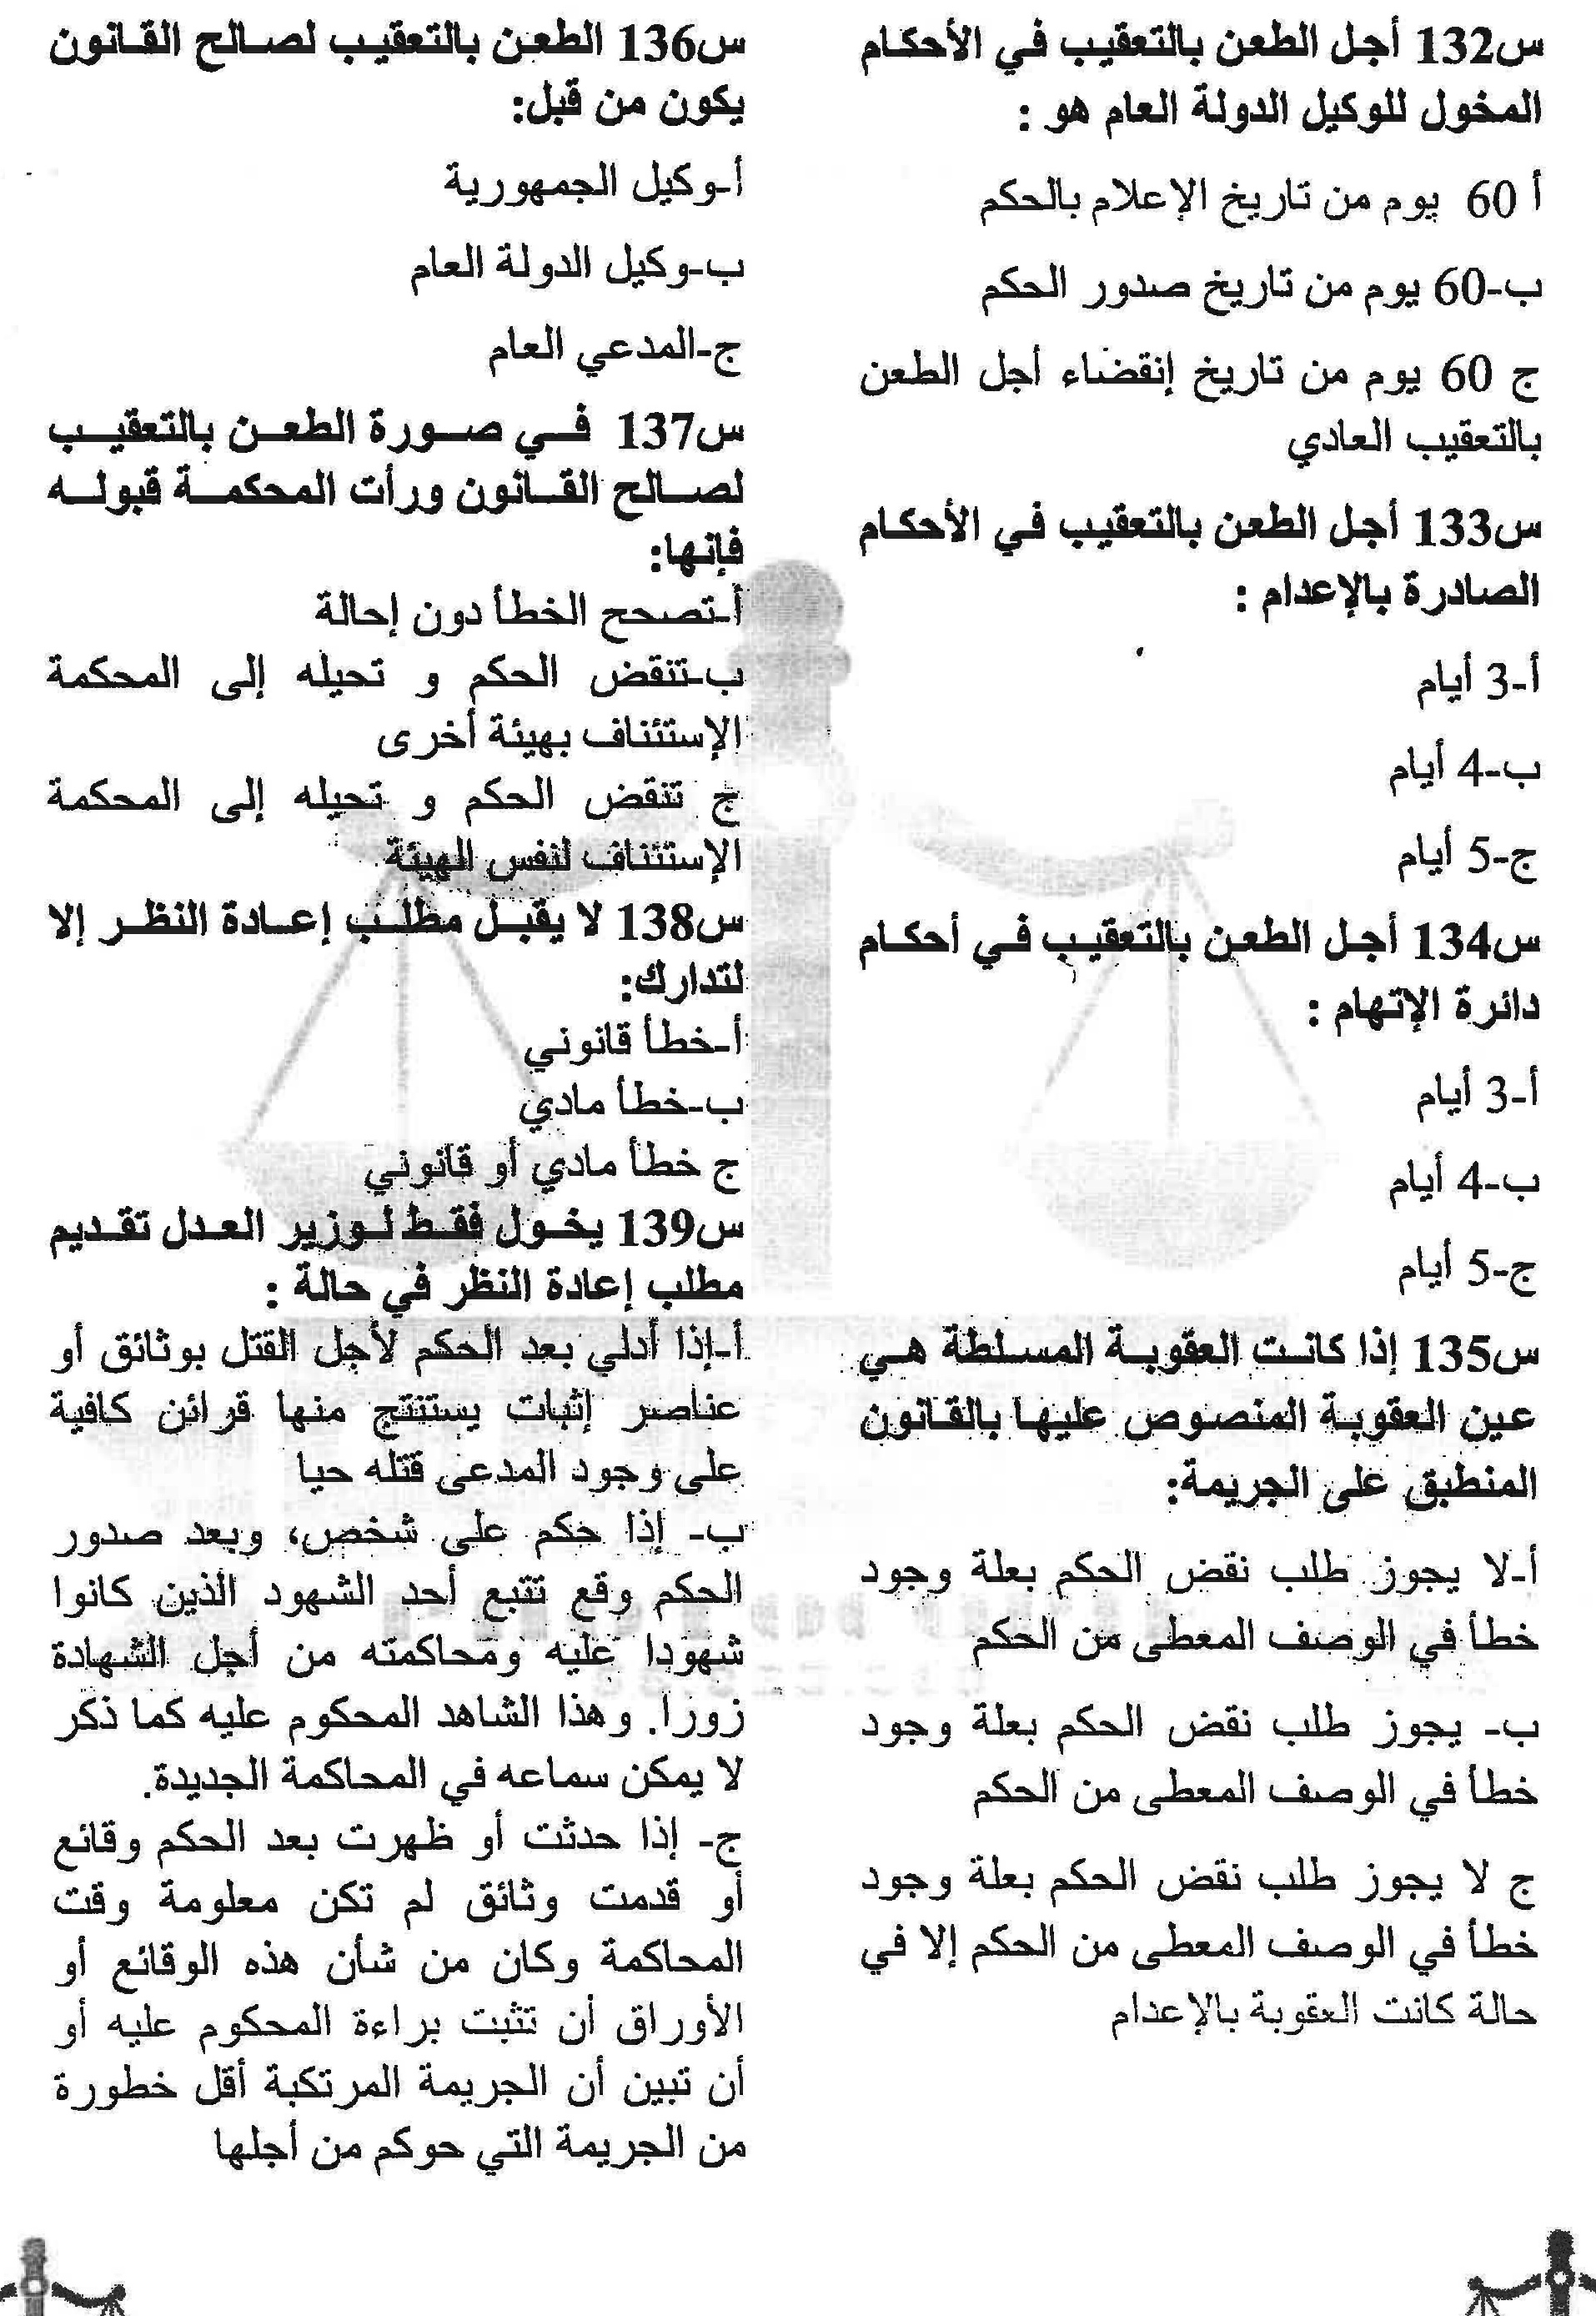 س132 أجل الطعن بالتعقيب في الأحكام
المخول للوكيل الدولة العام هو :
أ 60 يوم من تاريخ الإعلام بالحكم
ب-60 يوم من تاريخ صدور الحكم
ج 60 يوم من تاريخ إنقضاء أجل الطعن
بالتعقيب العادي
س133 أجل الطعن بالتعقيب في الأحكام
الصادرة بالإعدام :
أ-3 أيام
ب-4 أيام
ج-5 أيام
س134 أجل الطعن بالتعقيب في أحكام
دائرة الإتهام :
أ-3 أيام
ب-4 أيام
ج-5 أيام
س135 إذا كانت العقوبة المسلطة هي
عين العقوبة المنصوص عليها بالقانون
المنطبق على الجريمة:
أ-لا يجوز طلب نقض الحكم بعلة وجود
خطأ في الوصف المعطى من الحكم
ب- يجوز طلب نقض الحكم بعلة وجود
خطأ في الوصف المعطى من الحكم
ج لا يجوز طلب نقض الحكم بعلة وجود
خطأ في الوصف المعطى من الحكم إلا في
حالة كانت العقوبة بالإعدام
س136 الطعن بالتعقيب لصالح القانون
يكون من قبل:
أ-وكيل الجمهورية
ب-وكيل الدولة العام
ج-المدعي العام
س137 في صورة الطعن بالتعقيب
لصالح القانون ورأت المحكمة قبوله
فإنها:
أ-تصحح الخطأ دون إحالة
ب-تنقض الحكم و تحيله إلى المحكمة
الإستئناف بهيئة أخرى
ج تنقض الحكم و تحيله إلى المحكمة
الإستئناف لنفس الهيئة
س138 لا يقبل مطلب إعادة النظر إلا
لتدارك:
أ-خطأ قانوني
ب-خطأ مادي
ج خطأ مادي أو قانوني
س139 يخول فقط لوزير العدل تقديم
مطلب إعادة النظر في حالة :
أ-إذا أدلي بعد الحكم لأجل القتل بوثائق أو
عناصر إثبات يستنتج منها قرائن كافية
على وجود المدعى قتله حيا
ب- إذا حكم على شخص، وبعد صدور
الحكم وقع تتبع أحد الشهود الذين كانوا
شهودا عليه ومحاكمته من أجل الشهادة
زورا. وهذا الشاهد المحكوم عليه كما ذكر
لا يمكن سماعه في المحاكمة الجديدة.
ج- إذا حدثت أو ظهرت بعد الحكم وقائع
أو قدمت وثائق لم تكن معلومة وقت
المحاكمة وكان من شأن هذه الوقائع أو
الأوراق أن تثبت براءة المحكوم عليه أو
أن تبين أن الجريمة المرتكبة أقل خطورة
من الجريمة التي حوكم من أجلها